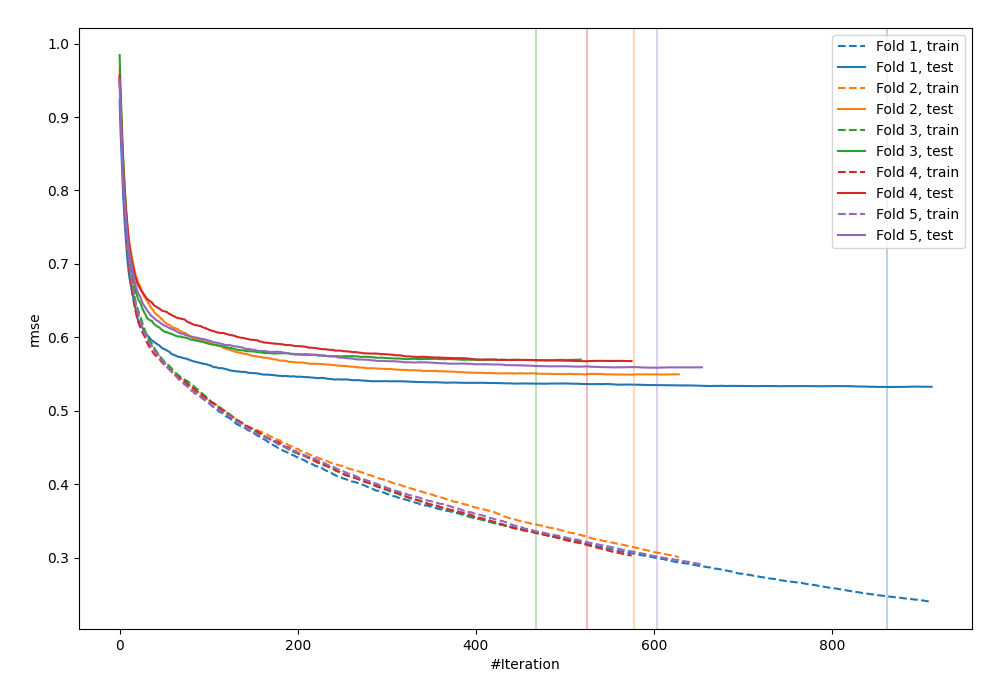 1.0
0.9
0.8
0.7
0.6
0.5
0.4
0.3
rmse
0
200
400
600
800
#Iteration
Fold 1, train
Fold 1, test
Fold 2, train
Fold 2, test
Fold 3, train
Fold 3, test
Fold 4, train
Fold 4, test
Fold 5, train
Fold 5, test